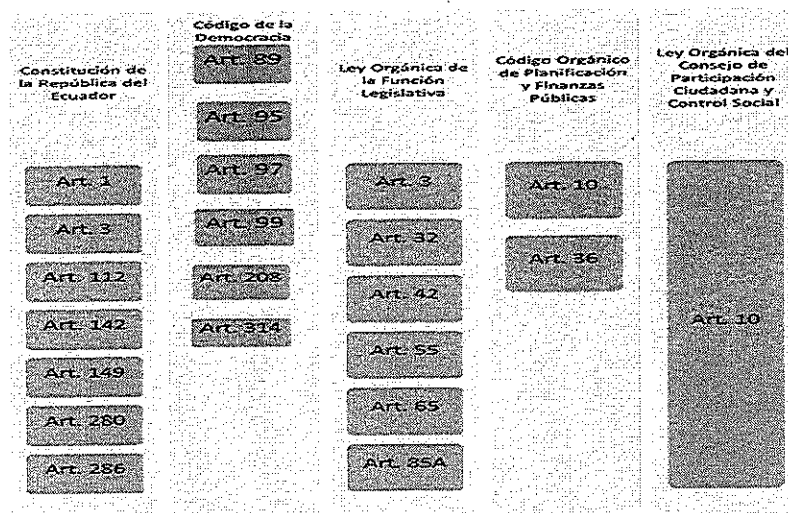 Constitución de
la República del
Ecuador
Art. 1
Art. 3
Art. 112
Art. 142
Art. 149
Art. 280
Art. 286
Código de la
Democracia
Art. 89
Art. 95
Art. 97
Art. 99
Art. 208
Art. 314
Ley Orgánica de
la Función
Legislativa
Art. 3
Art. 32
Art. 42
Art. 55
Art. 65
Art. 85A
Código Orgánico
de Planificación
y Finanzas
Públicas
Art. 10
Art. 36
Ley Orgánica del
Consejo de
Participación
Ciudadana y
Control Social
Art. 10